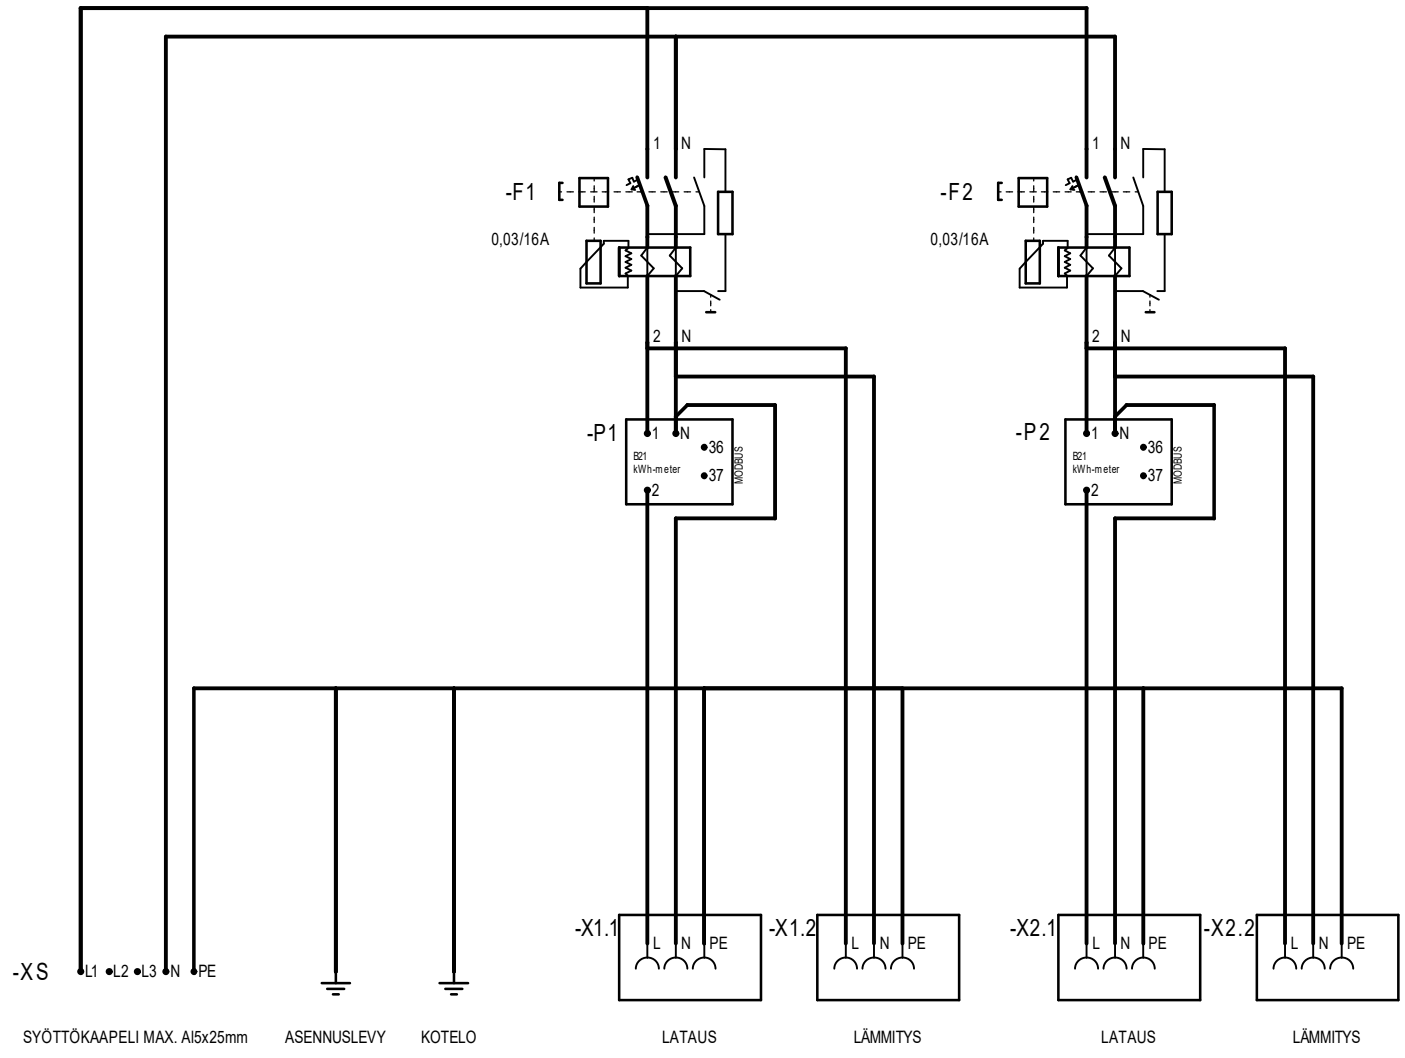 1 N
1 N
-F1
-F2
0,03/16A
0,03/16A
2 N
2 N
-P1
1 N
36
B21
kWh-meter
37
MODBUS
2
-P2
1 N
36
B21
kWh-meter
37
MODBUS
2
-X1.1
L N PE
-X1.2
L N PE
-X2.1
L N PE
-X2.2
L N PE
-XS
L1 L2 L3 N PE
SYÖTTÖKAAPELI MAX. Al5x25mm
ASENNUSLEVY
KOTELO
LATAUS
LÄMMITYS
LATAUS
LÄMMITYS